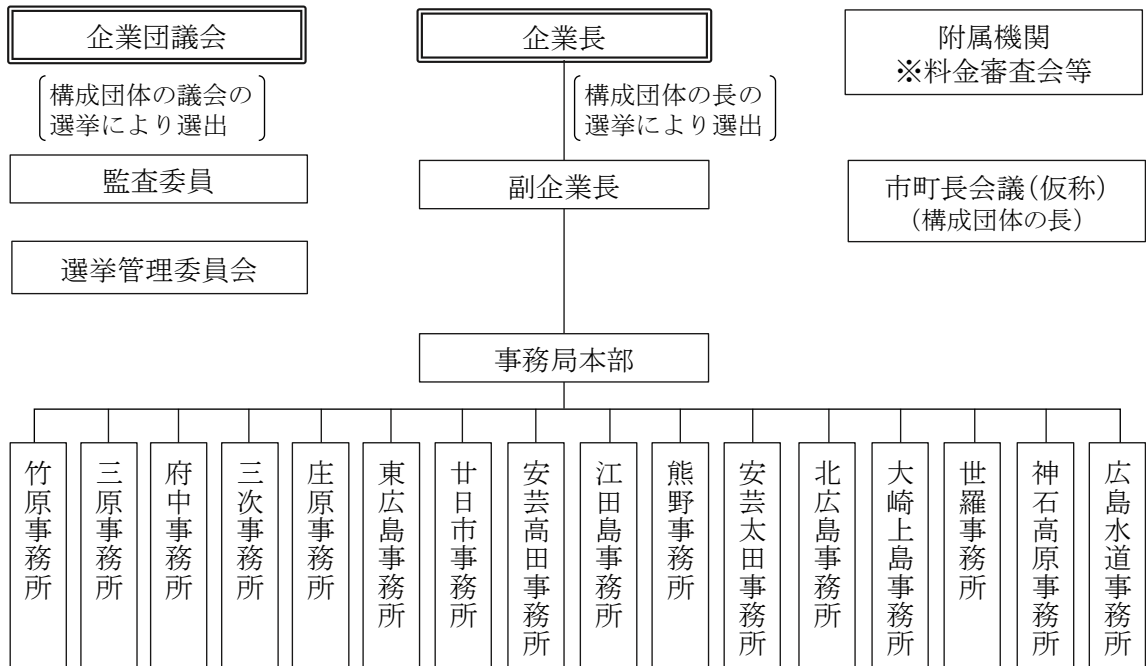 企業団議会
企業長
附属機関
※料金審査会等
構成団体の議会の
選挙により選出
構成団体の長の
選挙により選出
監査委員
副企業長
市町長会議（仮称）
（構成団体の長）
選挙管理委員会
事務局本部
竹原事務所
三原事務所
府中事務所
三次事務所
庄原事務所
東広島事務所
廿日市事務所
安芸高田事務所
江田島事務所
熊野事務所
安芸太田事務所
北広島事務所
大崎上島事務所
世羅事務所
神石高原事務所
広島水道事務所